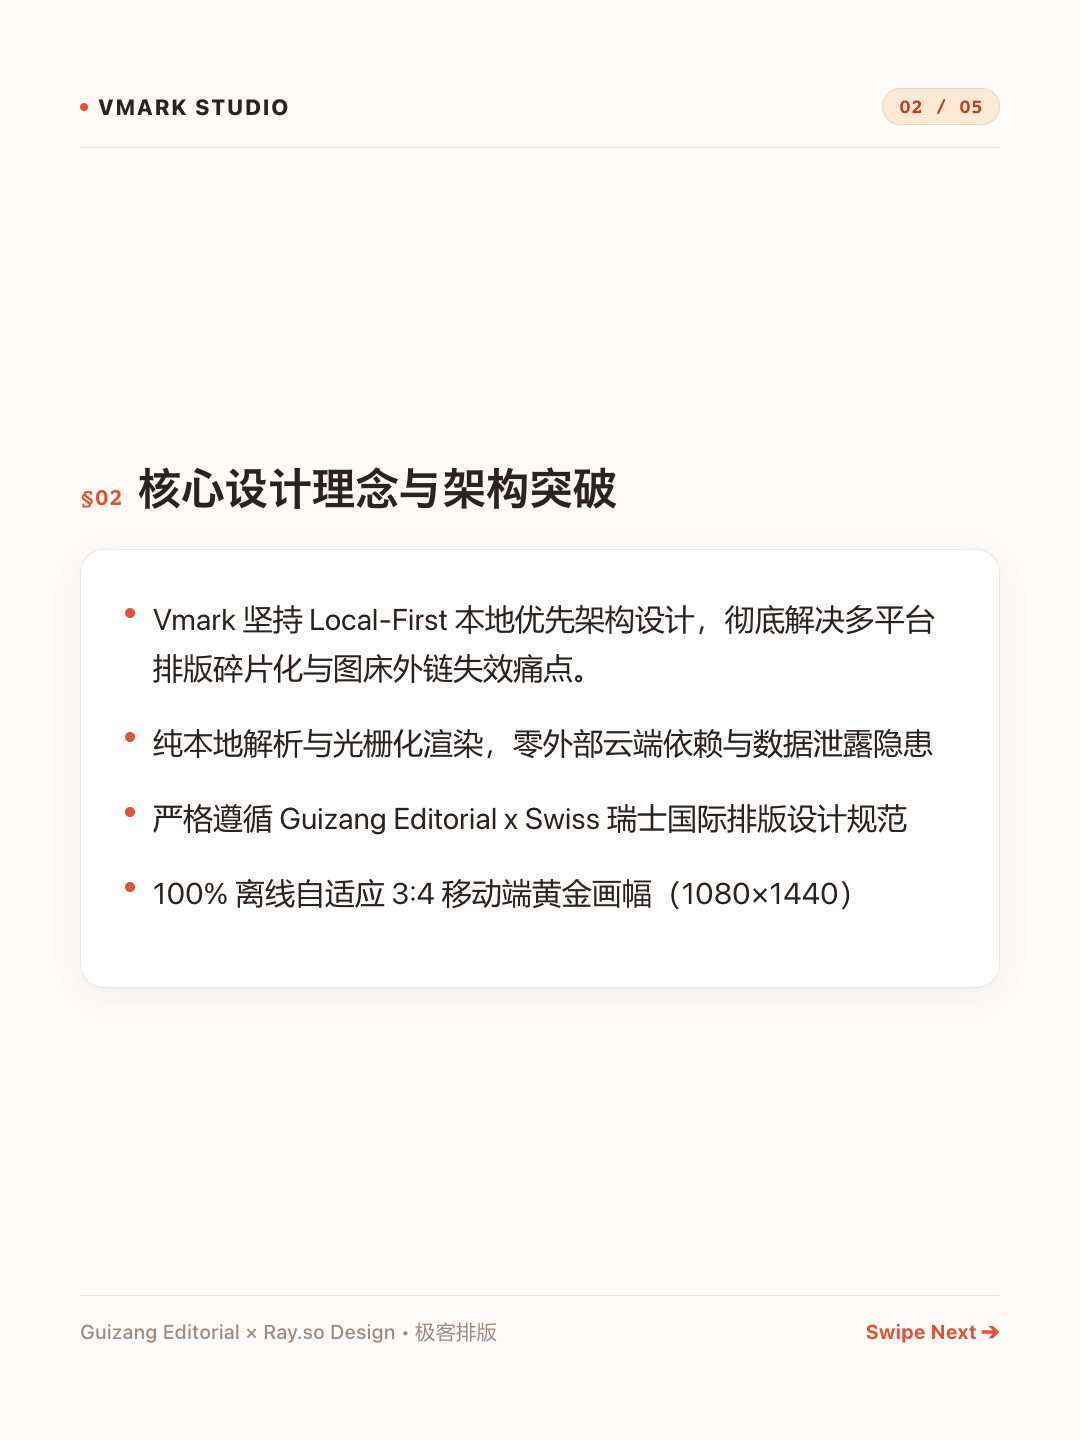 • VMARK STUDIO
02 / 05
§02 核心设计理念与架构突破
• Vmark 坚持 Local-First 本地优先架构设计，彻底解决多平台
排版碎片化与图床外链失效痛点。
• 纯本地解析与光栅化渲染，零外部云端依赖与数据泄露隐患
• 严格遵循 Guizang Editorial x Swiss 瑞士国际排版设计规范
• 100% 离线自适应 3:4 移动端黄金画幅（1080×1440）
Guizang Editorial × Ray.so Design • 极客排版
Swipe Next ➔